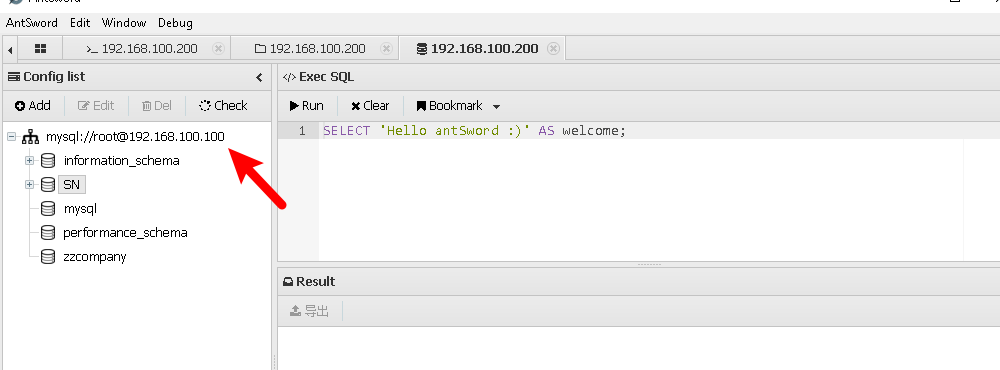 AntSword
AntSword Edit Window Debug
192.168.100.200 192.168.100.200 192.168.100.200
Config list
Add Edit Del Check
mysql://root@192.168.100.100
information_schema
SN
mysql
performance_schema
zzcompany
</> Exec SQL
Run Clear Bookmark
1 SELECT 'Hello antSword :)' AS welcome;
Result
导出